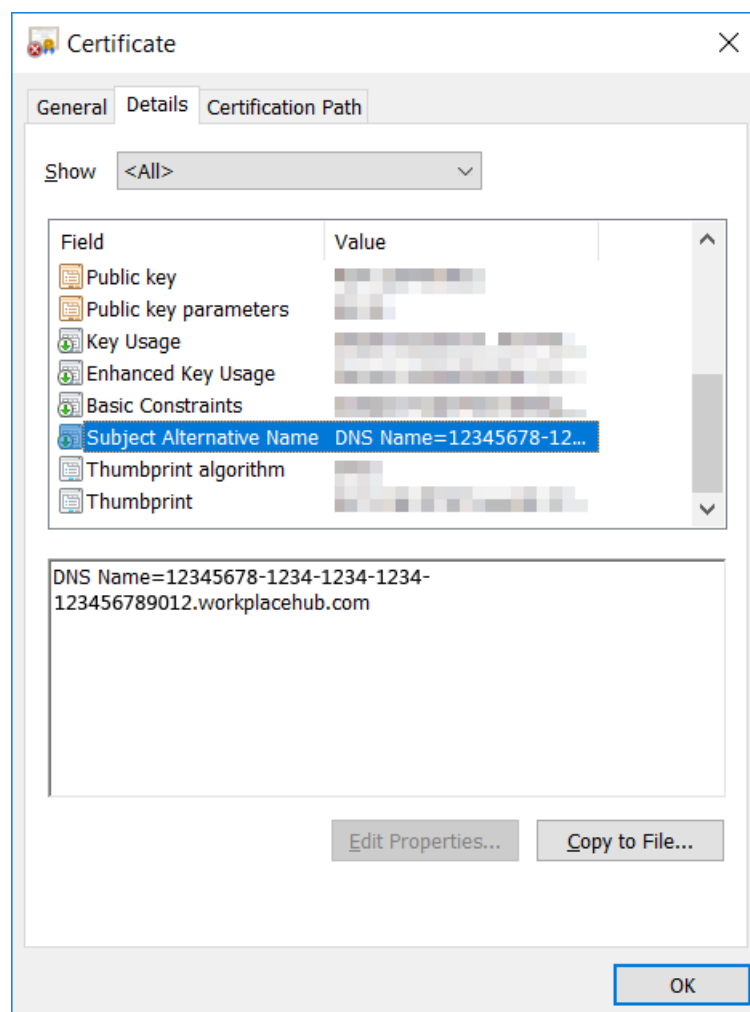 Certificate
General Details Certification Path
Show <All>
Field Value
Public key
Public key parameters
Key Usage
Enhanced Key Usage
Basic Constraints
Subject Alternative Name DNS Name=12345678-12...
Thumbprint algorithm
Thumbprint
DNS Name=12345678-1234-1234-1234-
123456789012.workplacehub.com
Edit Properties... Copy to File...
OK